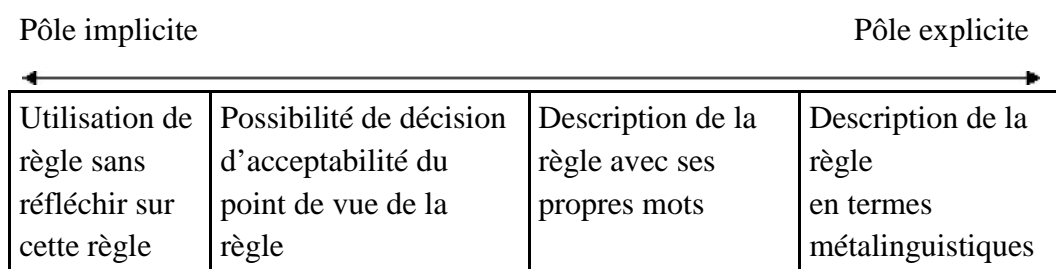 Pôle implicite Pôle explicite
Utilisation de
règle sans
réfléchir sur
cette règle
Possibilité de décision
d’acceptabilité du
point de vue de la
règle
Description de la
règle avec ses
propres mots
Description de la
règle
en termes
métalinguistiques